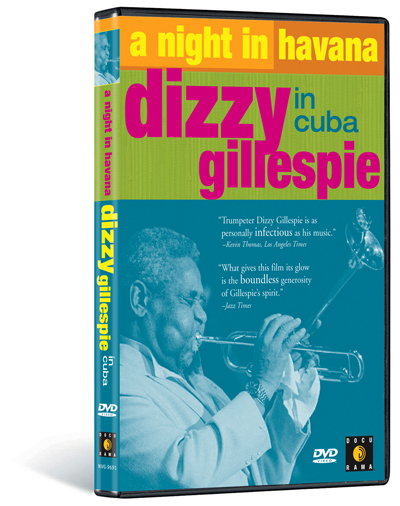 a night in havana
dizzy
in
cuba
gillespie
“Trumpeter Dizzy Gillespie is as
personally infectious as his music.”
–Kevin Thomas, Los Angeles Times
“What gives this film its glow
is the boundless generosity
of Gillespie’s spirit.”
–Jazz Times
DVD
VIDEO
DOCU
RAMA
a night in havana
dizzy gillespie
in
cuba
DVD
VIDEO
DOCU
RAMA